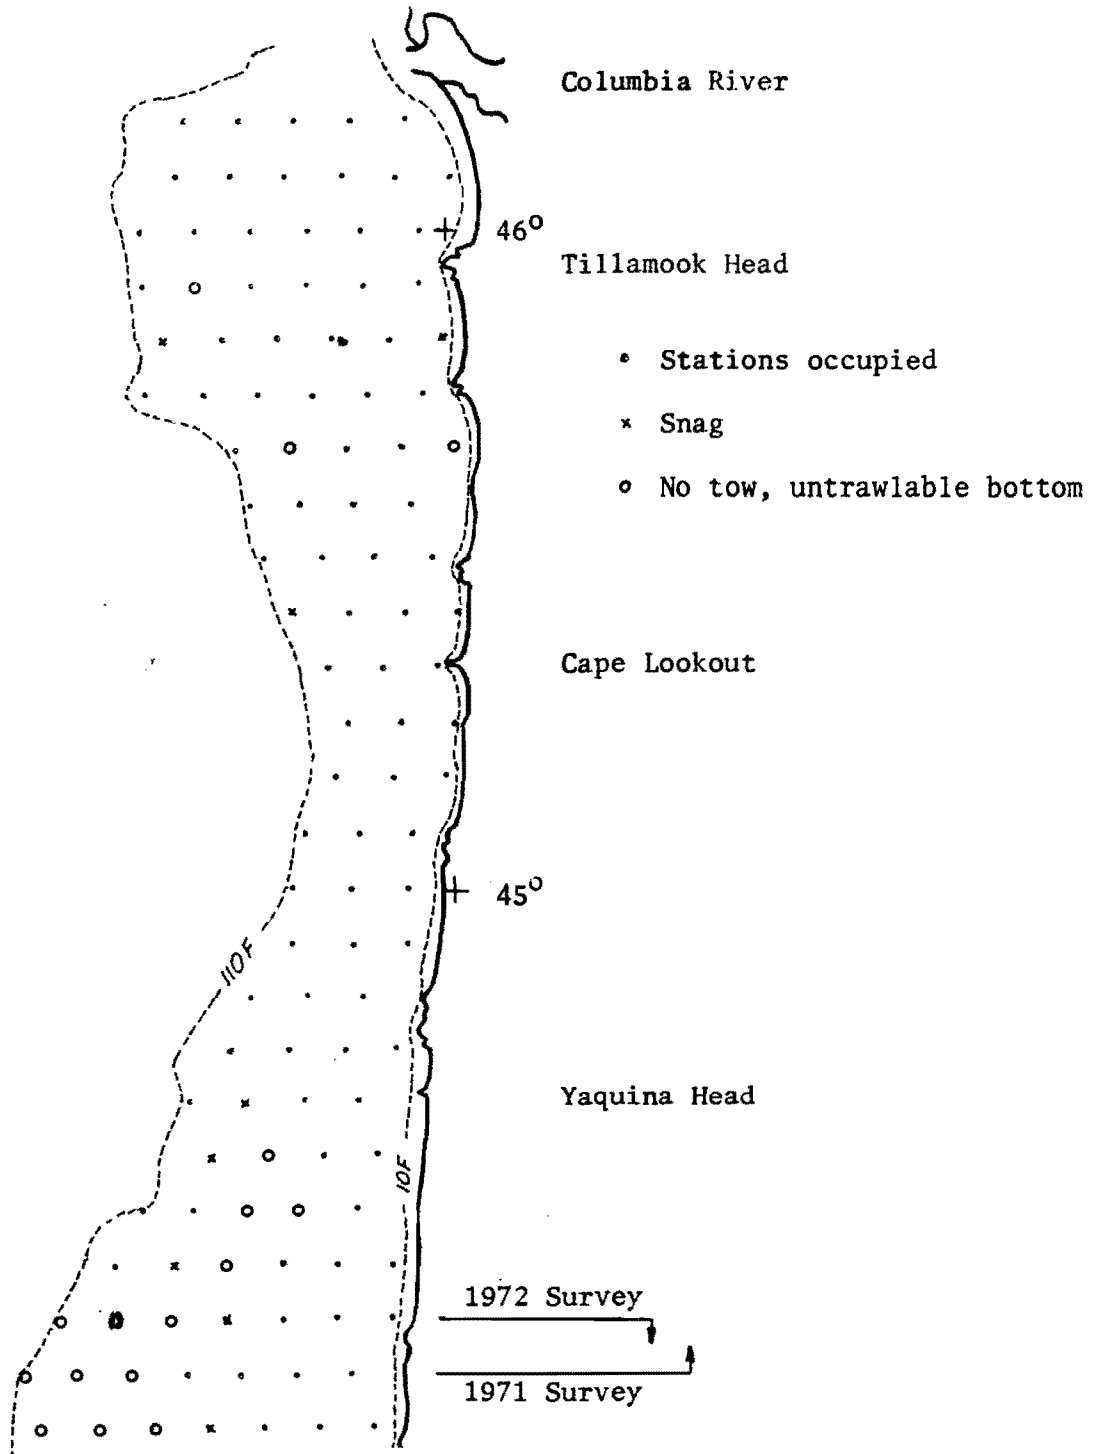 Columbia River
46°
Tillamook Head
Stations occupied
Snag
No tow, untrawlable bottom
Cape Lookout
45°
110F
Yaquina Head
10F
1972 Survey
1971 Survey